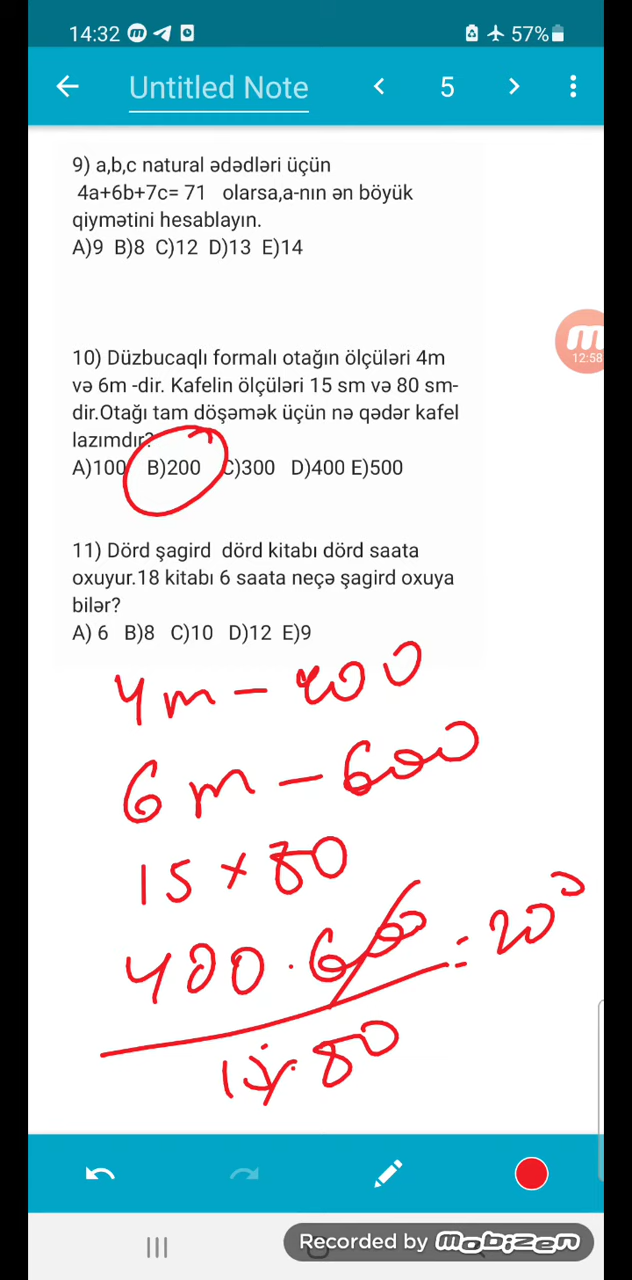 14:32 57%
Untitled Note < 5 >
12:58
9) a,b,c natural ədədləri üçün
4a+6b+7c= 71 olarsa,a-nın ən böyük
qiymətini hesablayın.
A)9 B)8 C)12 D)13 E)14
10) Düzbucaqlı formalı otağın ölçüləri 4m
və 6m -dir. Kafelin ölçüləri 15 sm və 80 sm-
dir.Otağı tam döşəmək üçün nə qədər kafel
lazımdır?
A)100 B)200 C)300 D)400 E)500
11) Dörd şagird dörd kitabı dörd saata
oxuyur.18 kitabı 6 saata neçə şagird oxuya
bilər?
A) 6 B)8 C)10 D)12 E)9
4m - 400
6m - 600
15 x 80
400 . 600 = 200
15 . 80
Recorded by mobizen